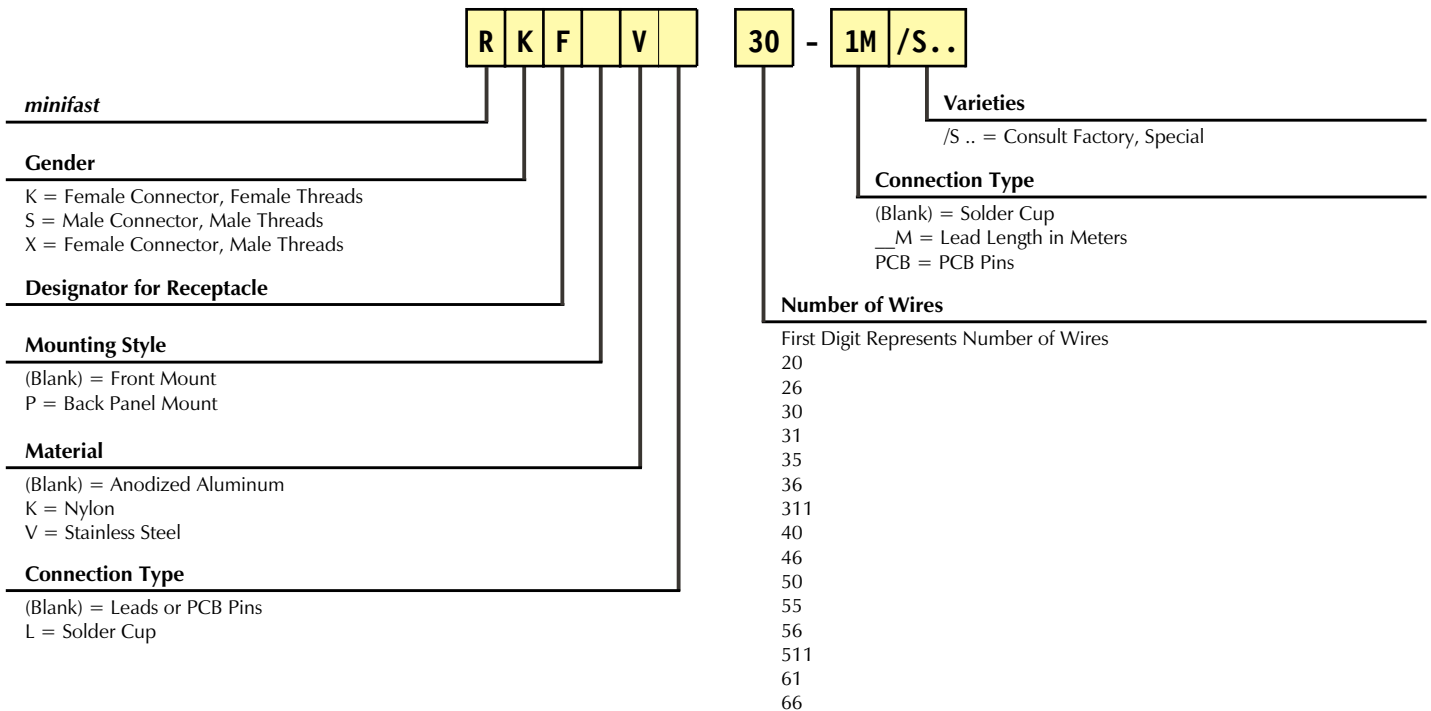 R K F V 30 - 1M /S..
minifast
Gender
K = Female Connector, Female Threads
S = Male Connector, Male Threads
X = Female Connector, Male Threads
Designator for Receptacle
Mounting Style
(Blank) = Front Mount
P = Back Panel Mount
Material
(Blank) = Anodized Aluminum
K = Nylon
V = Stainless Steel
Connection Type
(Blank) = Leads or PCB Pins
L = Solder Cup
Varieties
/S .. = Consult Factory, Special
Connection Type
(Blank) = Solder Cup
__M = Lead Length in Meters
PCB = PCB Pins
Number of Wires
First Digit Represents Number of Wires
20
26
30
31
35
36
311
40
46
50
55
56
511
61
66